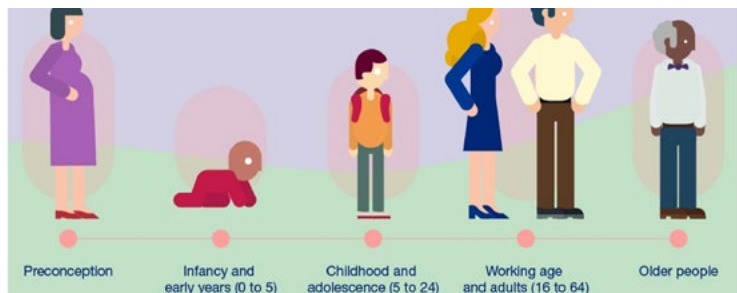 Preconception
Infancy and
early years (0 to 5)
Childhood and
adolescence (5 to 24)
Working age
and adults (16 to 64)
Older people